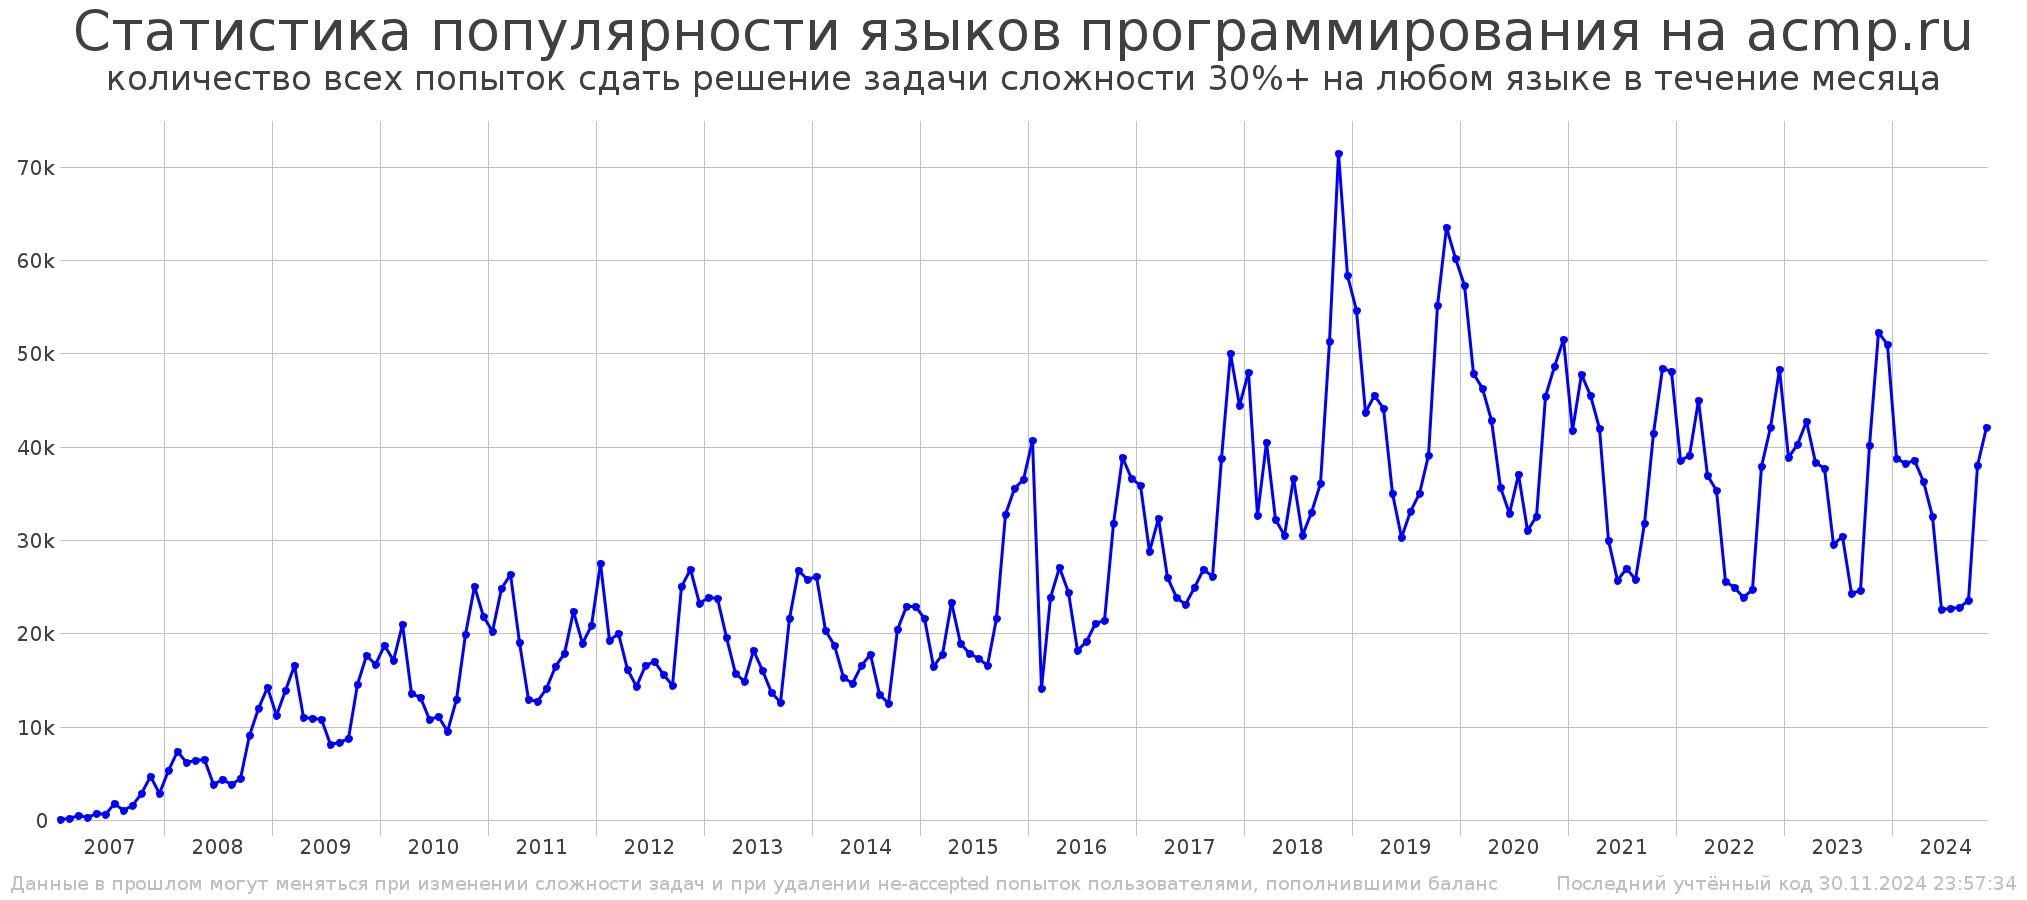 Статистика популярности языков программирования на acmp.ru
количество всех попыток сдать решение задачи сложности 30%+ на любом языке в течение месяца
70k
60k
50k
40k
30k
20k
10k
0
2007 2008 2009 2010 2011 2012 2013 2014 2015 2016 2017 2018 2019 2020 2021 2022 2023 2024
Данные в прошлом могут меняться при изменении сложности задач и при удалении не-accepted попыток пользователями, пополнившими баланс Последний учтённый код 30.11.2024 23:57:34